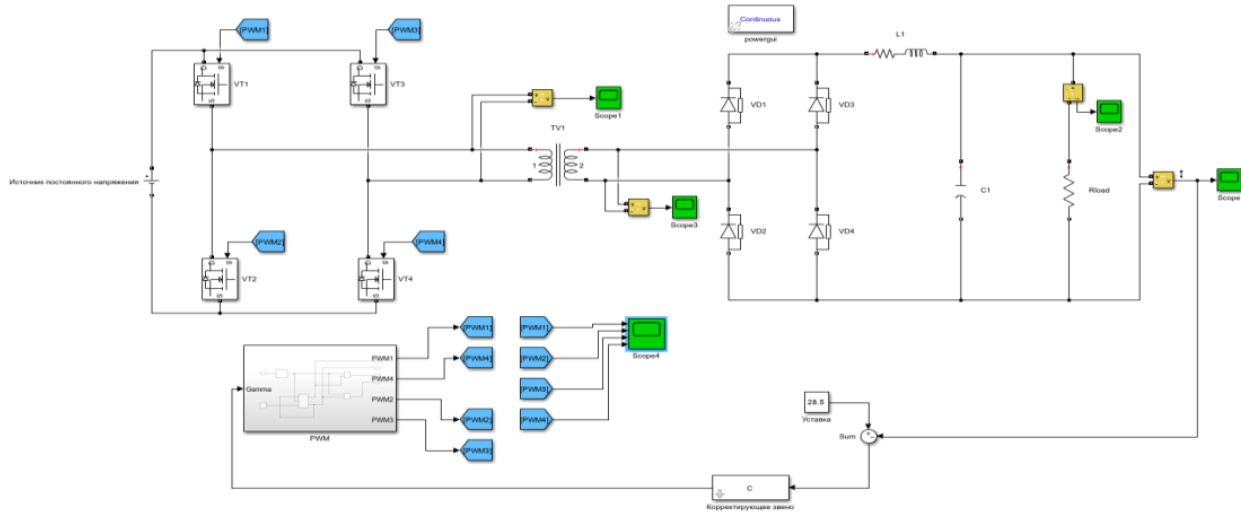 [PWM1]
[PWM3]
Continuous
powergui
L1
VT1
VT3
VD1
VD3
Scope1
Scope2
TV1
1
2
Источник постоянного напряжения
C1
Rload
Scope
Scope3
[PWM2]
[PWM4]
VD2
VD4
VT2
VT4
PWM1
PWM4
PWM2
PWM3
Gamma
PWM
[PWM1]
[PWM4]
[PWM2]
[PWM3]
[PWM1]
[PWM2]
[PWM3]
[PWM4]
Scope4
28.5
Уставка
Sum
C
Корректирующее звено